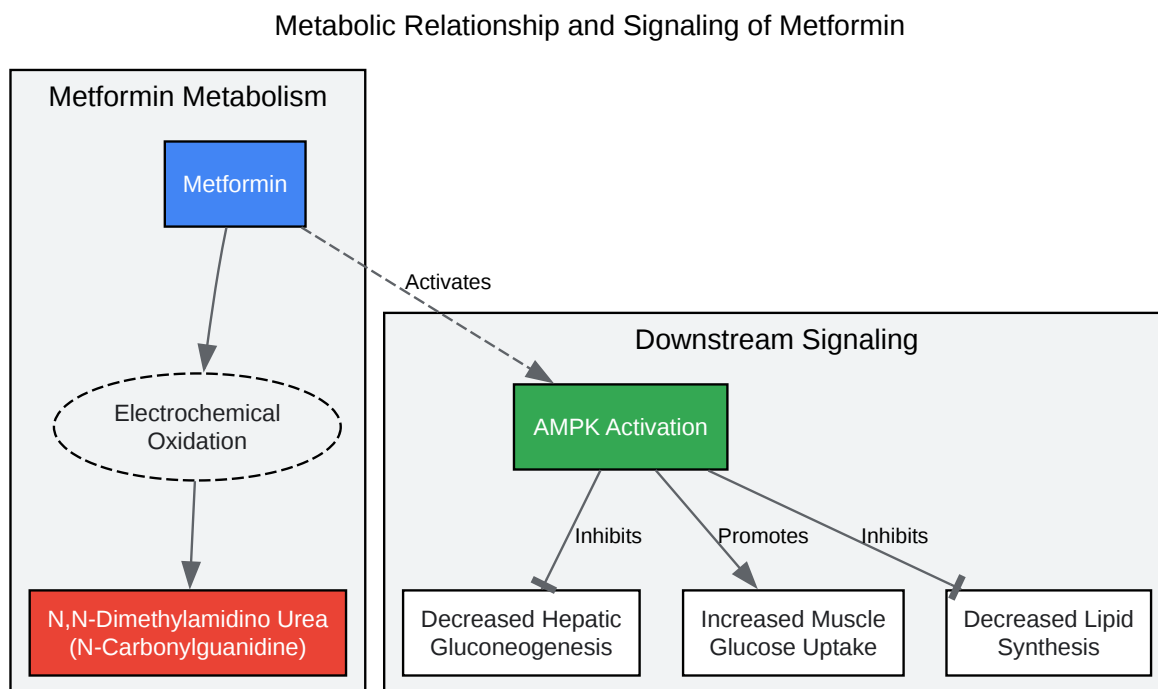 Metabolic Relationship and Signaling of Metformin
Metformin Metabolism
Metformin
Activates
Downstream Signaling
Electrochemical
Oxidation
AMPK Activation
Inhibits
Promotes
Inhibits
N,N-Dimethylamidino Urea
(N-Carbonylguanidine)
Decreased Hepatic
Gluconeogenesis
Increased Muscle
Glucose Uptake
Decreased Lipid
Synthesis